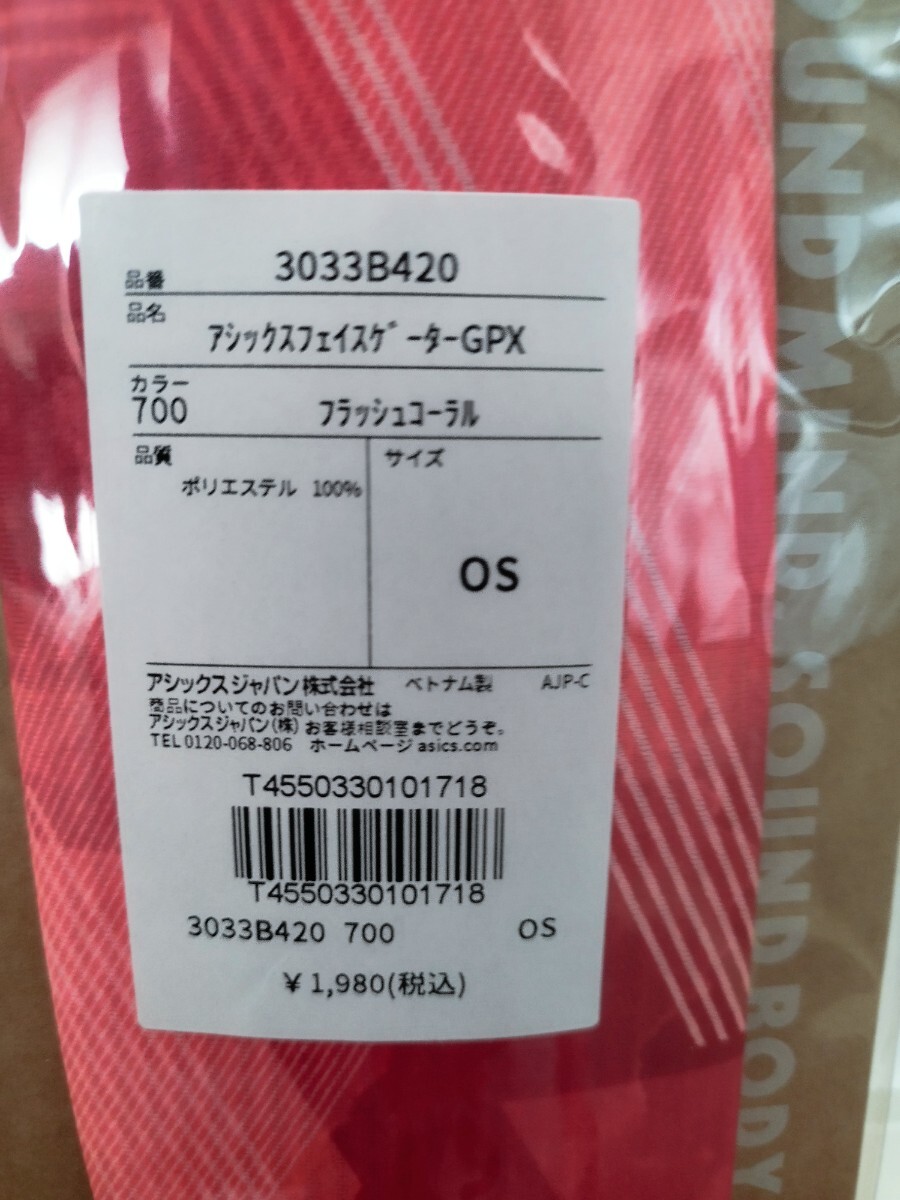 品番 3033B420
品名
ｱｼｯｸｽﾌｪｲｽｹﾞｰﾀｰGPX
カラー
700 ﾌﾗｯｼｭｺｰﾗﾙ
品質 サイズ
ポリエステル 100%
OS
アシックスジャパン株式会社 ベトナム製 AJP-C
商品についてのお問い合わせは
アシックスジャパン(株) お客様相談室までどうぞ。
TEL 0120-068-806 ホームページ asics.com
T4550330101718
T4550330101718
3033B420 700 OS
¥ 1,980(税込)
OUND MIND, SOUND BODY